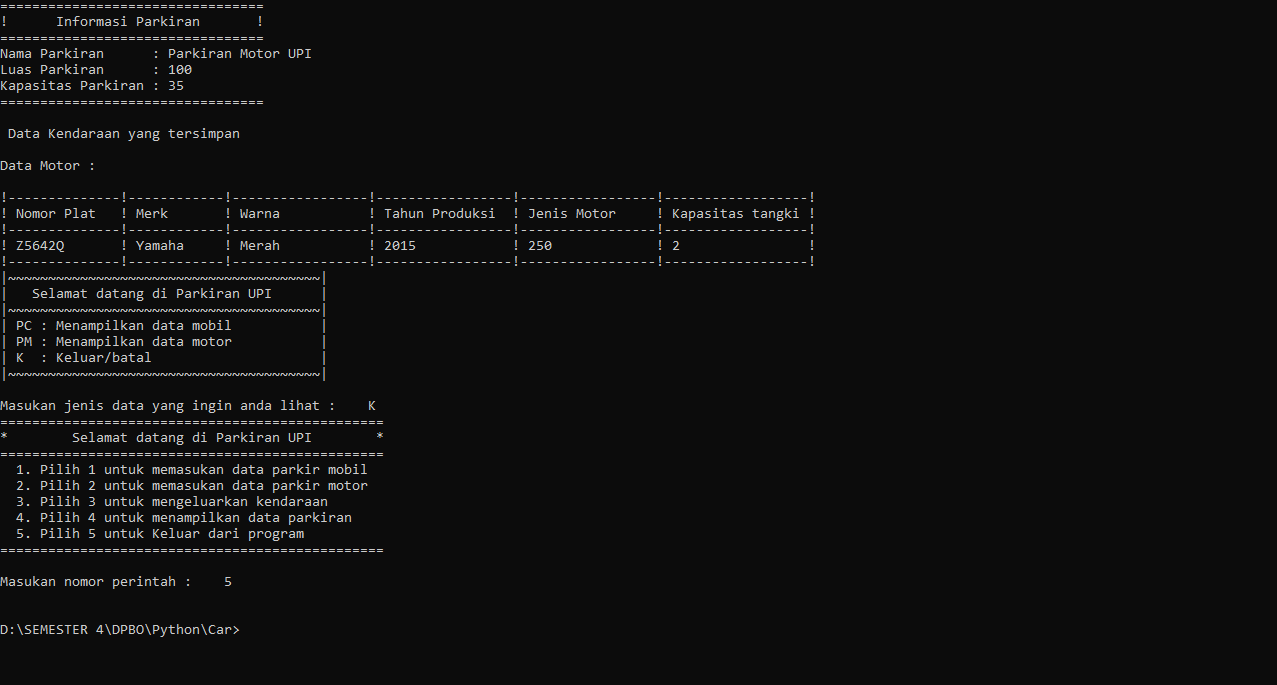 =================================
!      Informasi Parkiran       !
=================================
Nama Parkiran      : Parkiran Motor UPI
Luas Parkiran      : 100
Kapasitas Parkiran : 35
=================================
 Data Kendaraan yang tersimpan
Data Motor :
!--------------!------------!-----------------!-----------------!-----------------!------------------!
! Nomor Plat   ! Merk       ! Warna           ! Tahun Produksi  ! Jenis Motor     ! Kapasitas tangki !
!--------------!------------!-----------------!-----------------!-----------------!------------------!
! Z5642Q       ! Yamaha     ! Merah           ! 2015            ! 250             ! 2                !
!--------------!------------!-----------------!-----------------!-----------------!------------------!
|~~~~~~~~~~~~~~~~~~~~~~~~~~~~~~~~~~~~~~~|
|   Selamat datang di Parkiran UPI      |
|~~~~~~~~~~~~~~~~~~~~~~~~~~~~~~~~~~~~~~~|
| PC : Menampilkan data mobil           |
| PM : Menampilkan data motor           |
| K  : Keluar/batal                     |
|~~~~~~~~~~~~~~~~~~~~~~~~~~~~~~~~~~~~~~~|
Masukan jenis data yang ingin anda lihat :    K
================================================
*        Selamat datang di Parkiran UPI        *
================================================
  1. Pilih 1 untuk memasukan data parkir mobil
  2. Pilih 2 untuk memasukan data parkir motor
  3. Pilih 3 untuk mengeluarkan kendaraan
  4. Pilih 4 untuk menampilkan data parkiran
  5. Pilih 5 untuk Keluar dari program
================================================
Masukan nomor perintah :    5
D:\SEMESTER 4\DPBO\Python\Car>